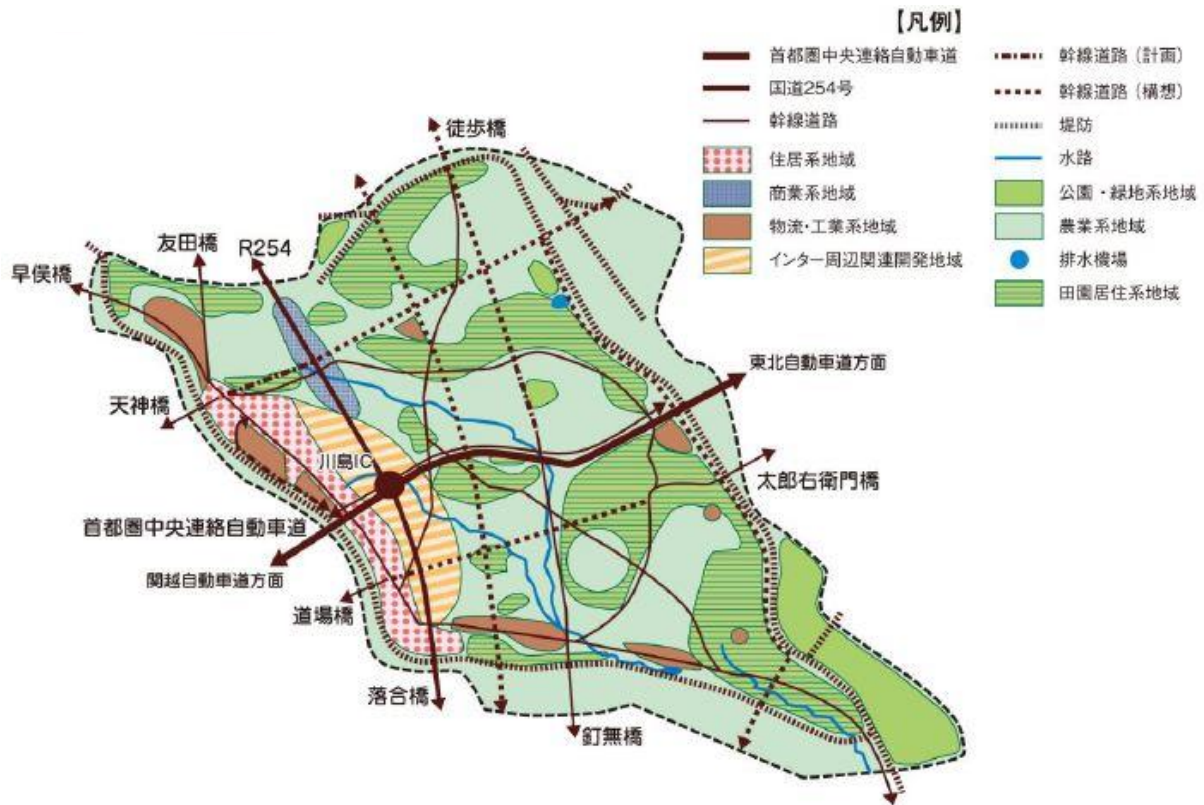 【凡例】
首都圏中央連絡自動車道
国道254号
幹線道路
住居系地域
商業系地域
物流・工業系地域
インター周辺関連開発地域
幹線道路（計画）
幹線道路（構想）
堤防
水路
公園・緑地系地域
農業系地域
排水機場
田園居住系地域
徒歩橋
友田橋
R254
早俣橋
東北自動車道方面
天神橋
川島IC
太郎右衛門橋
首都圏中央連絡自動車道
関越自動車道方面
道場橋
落合橋
釘無橋